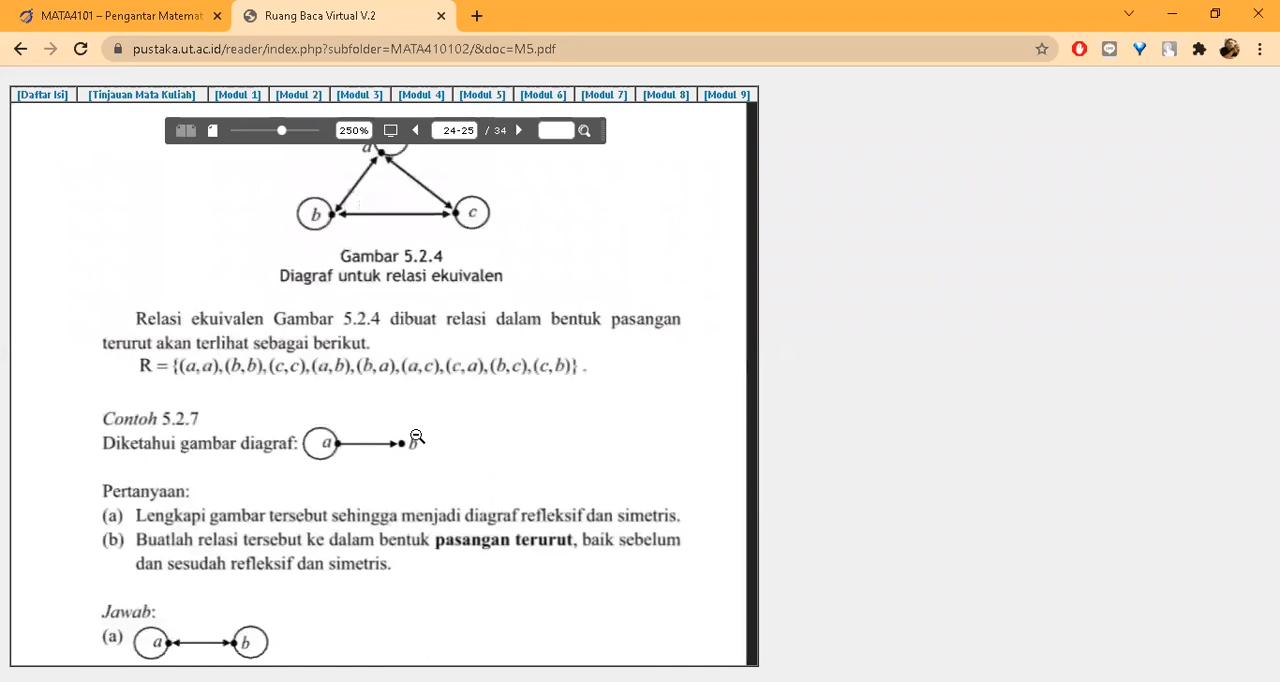 MATA4101 – Pengantar Matemat
Ruang Baca Virtual V.2
pustaka.ut.ac.id/reader/index.php?subfolder=MATA410102/&doc=M5.pdf
[Daftar Isi] [Tinjauan Mata Kuliah] [Modul 1] [Modul 2] [Modul 3] [Modul 4] [Modul 5] [Modul 6] [Modul 7] [Modul 8] [Modul 9]
250% 24-25 / 34
a
b c
Gambar 5.2.4
Diagraf untuk relasi ekuivalen
Relasi ekuivalen Gambar 5.2.4 dibuat relasi dalam bentuk pasangan
terurut akan terlihat sebagai berikut.
R = {(a,a),(b,b),(c,c),(a,b),(b,a),(a,c),(c,a),(b,c),(c,b)} .
Contoh 5.2.7
Diketahui gambar diagraf: a b
Pertanyaan:
(a) Lengkapi gambar tersebut sehingga menjadi diagraf refleksif dan simetris.
(b) Buatlah relasi tersebut ke dalam bentuk pasangan terurut, baik sebelum
dan sesudah refleksif dan simetris.
Jawab:
(a) a b